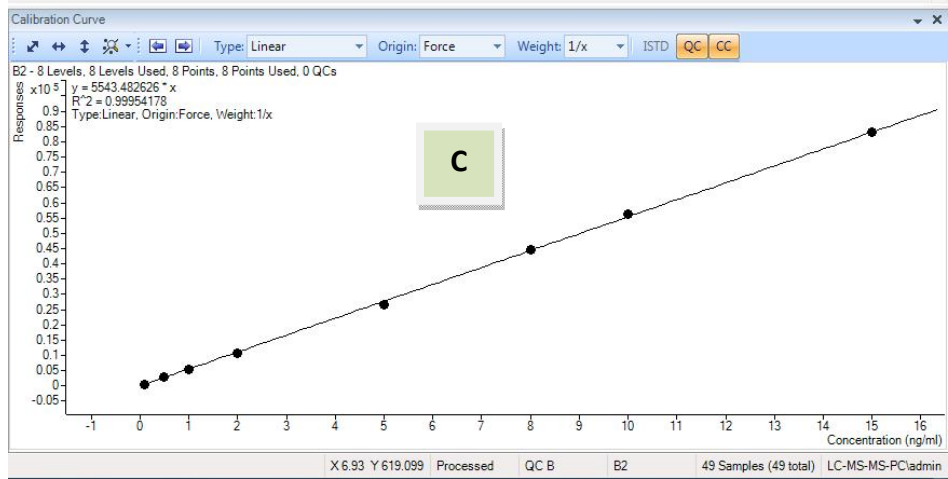 Calibration Curve
Type: Linear Origin: Force Weight: 1/x ISTD QC CC
B2 - 8 Levels, 8 Levels Used, 8 Points, 8 Points Used, 0 QCs
Responses
x10 5
y = 5543.482626 * x
R^2 = 0.99954178
Type:Linear, Origin:Force, Weight:1/x
C
0.9
0.85
0.8
0.75
0.7
0.65
0.6
0.55
0.5
0.45
0.4
0.35
0.3
0.25
0.2
0.15
0.1
0.05
0
-0.05
-1 0 1 2 3 4 5 6 7 8 9 10 11 12 13 14 15 16
Concentration (ng/ml)
X 6.93 Y 619.099 Processed QC B B2 49 Samples (49 total) LC-MS-MS-PC\admin